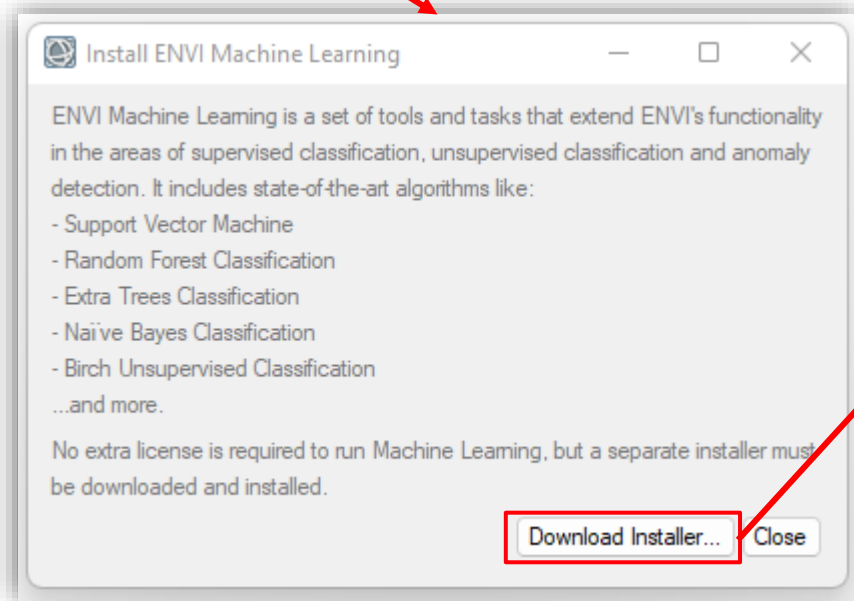 Install ENVI Machine Learning
ENVI Machine Learning is a set of tools and tasks that extend ENVI's functionality
in the areas of supervised classification, unsupervised classification and anomaly
detection. It includes state-of-the-art algorithms like:
- Support Vector Machine
- Random Forest Classification
- Extra Trees Classification
- Naïve Bayes Classification
- Birch Unsupervised Classification
...and more.
No extra license is required to run Machine Learning, but a separate installer must
be downloaded and installed.
Download Installer... Close